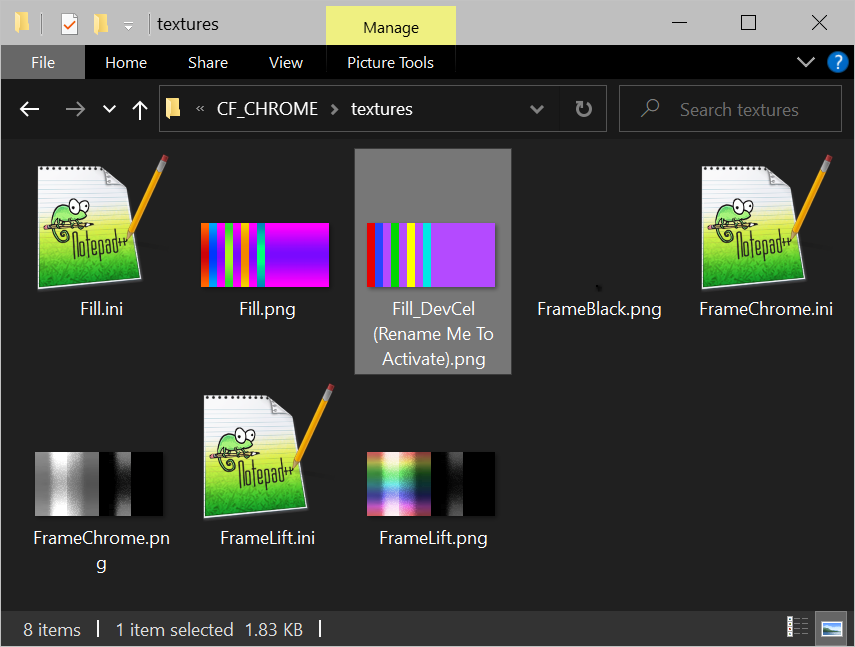 textures
Manage
File
Home
Share
View
Picture Tools
?
« CF_CHROME > textures
Search textures
Notepad++
Notepad++
Fill.ini
Fill.png
Fill_DevCel
(Rename Me To
Activate).png
FrameBlack.png
FrameChrome.ini
Notepad++
FrameChrome.pn
g
FrameLift.ini
FrameLift.png
8 items
1 item selected 1.83 KB